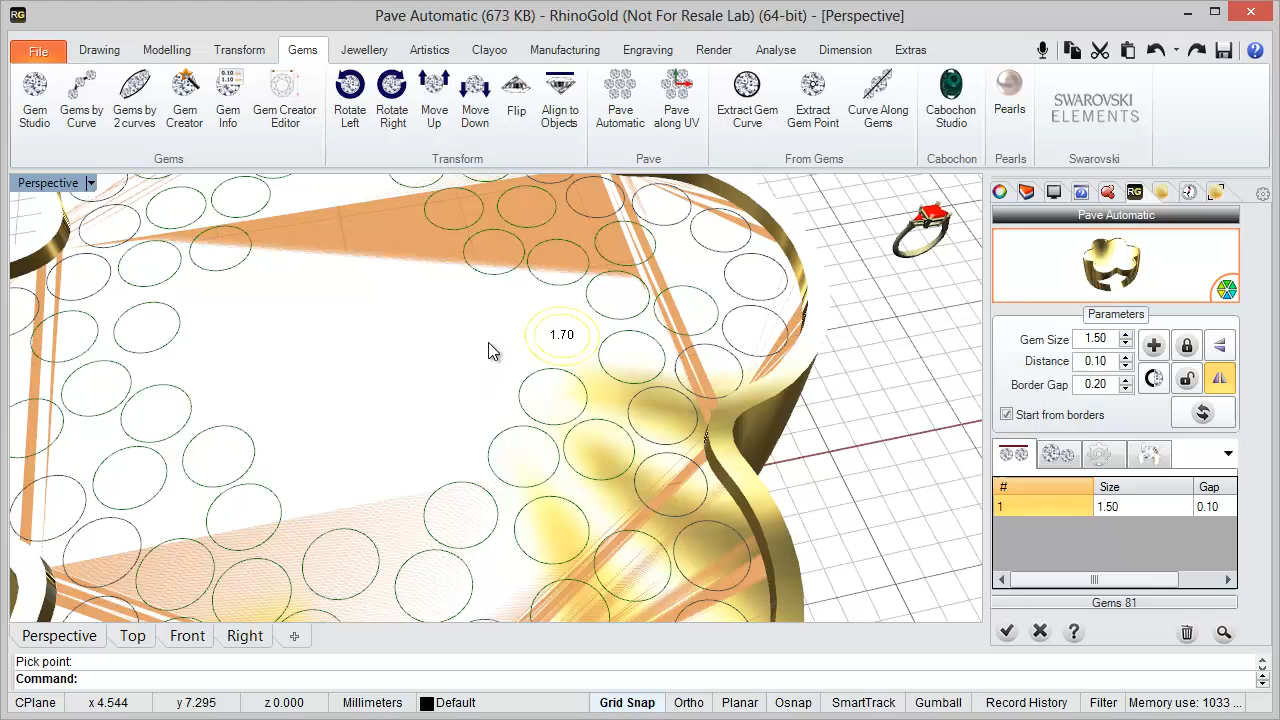 RG
Pave Automatic (673 KB) - RhinoGold (Not For Resale Lab) (64-bit) - [Perspective]
File Drawing Modelling Transform Gems Jewellery Artistics Clayoo Manufacturing Engraving Render Analyse Dimension Extras
Gem Studio
Gems by Curve
Gems by 2 curves
Gem Creator
0.10
1.10
Gem Info
Gem Creator Editor
Rotate Left
Rotate Right
Move Up
Move Down
Flip
Align to Objects
Pave Automatic
Pave along UV
Extract Gem Curve
Extract Gem Point
Curve Along Gems
Cabochon Studio
Pearls
SWAROVSKI
ELEMENTS
Gems Transform Pave From Gems Cabochon Pearls Swarovski
Perspective
RG
Pave Automatic
1.70
Parameters
Gem Size 1.50
Distance 0.10
Border Gap 0.20
Start from borders
# Size Gap
1 1.50 0.10
Gems 81
Perspective Top Front Right
Pick point:
Command:
CPlane x 4.544 y 7.295 z 0.000 Millimeters Default Grid Snap Ortho Planar Osnap SmartTrack Gumball Record History Filter Memory use: 1033 ...